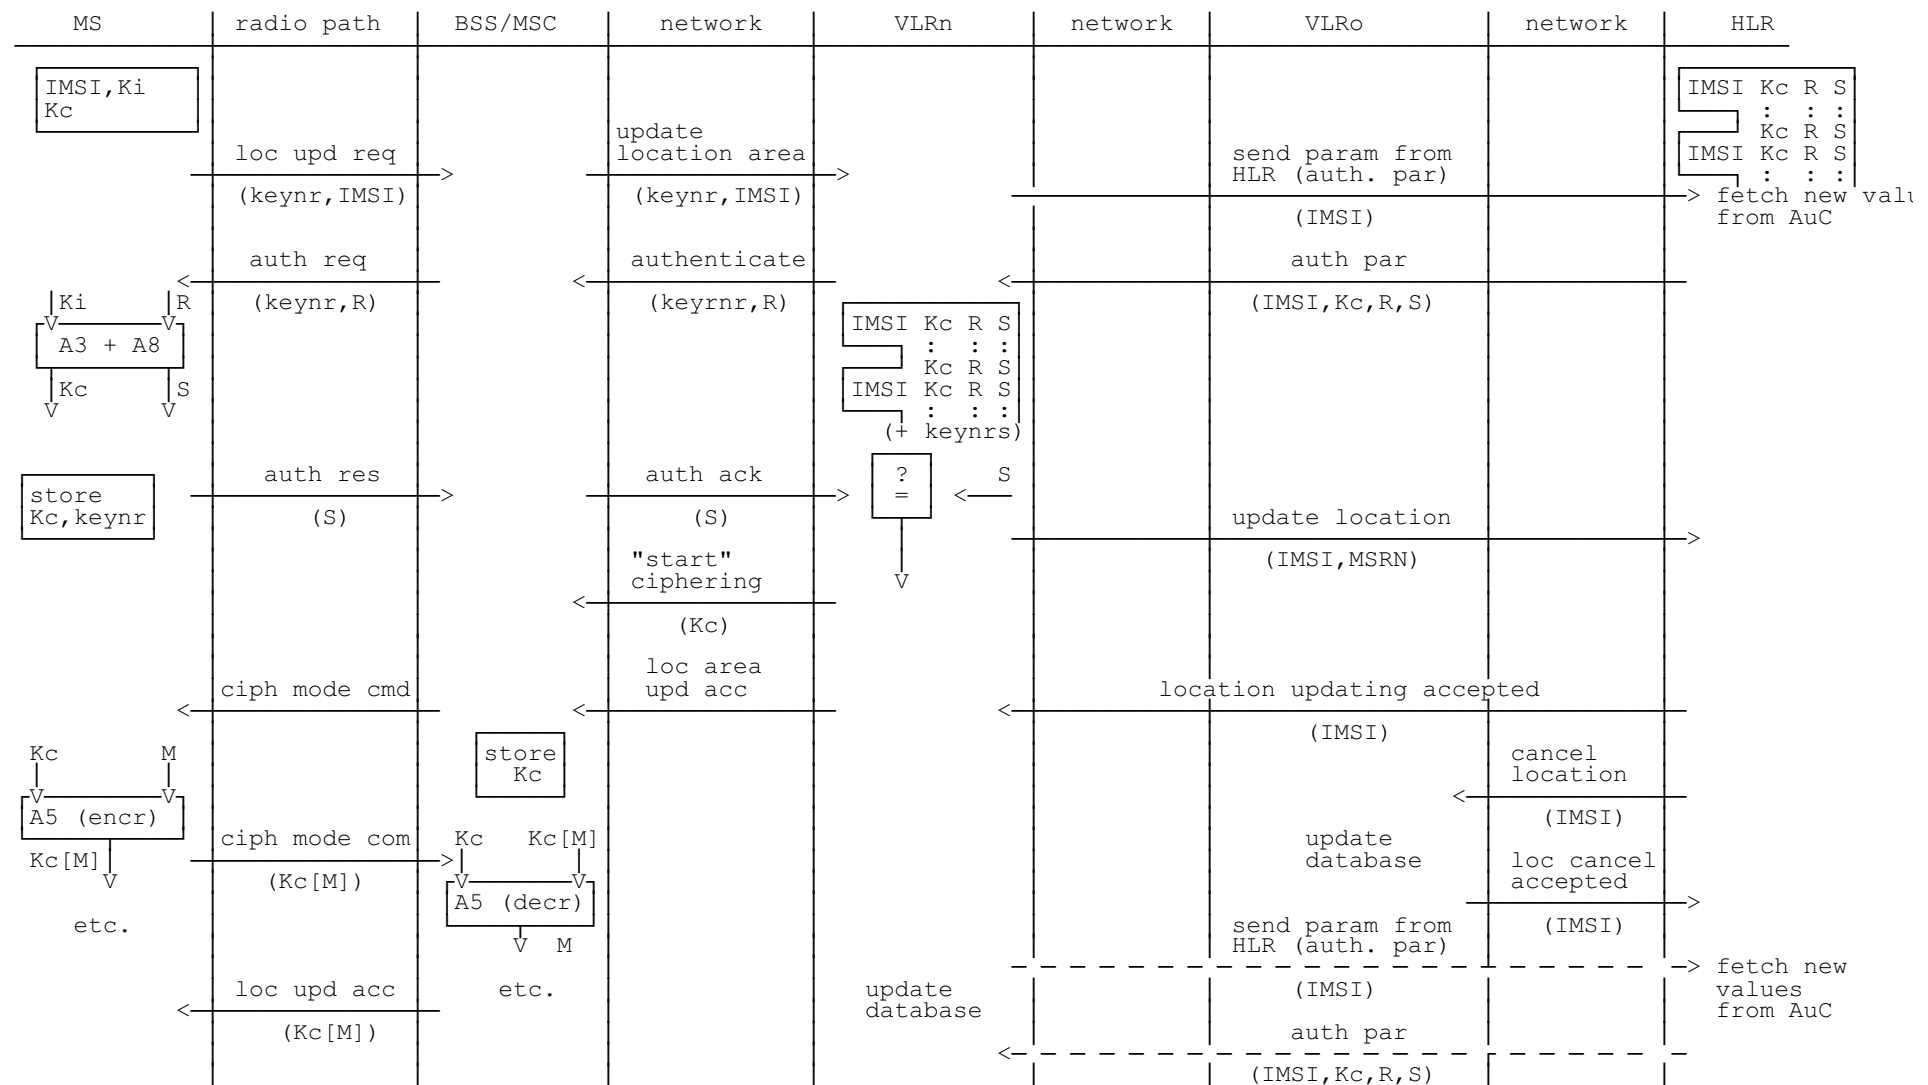 MS radio path BSS/MSC network VLRn network VLRo network HLR
IMSI,Ki
Kc
IMSI Kc R S
: : :
Kc R S
IMSI Kc R S
: : :
loc upd req
(keynr,IMSI)
update
location area
(keynr,IMSI)
send param from
HLR (auth. par)
(IMSI)
fetch new valu
from AuC
auth req
(keynr,R)
authenticate
(keyrnr,R)
auth par
(IMSI,Kc,R,S)
Ki R
A3 + A8
Kc S
IMSI Kc R S
: : :
Kc R S
IMSI Kc R S
: : :
(+ keynrs)
store
Kc,keynr
auth res
(S)
auth ack
(S)
?
=
S
update location
(IMSI,MSRN)
"start"
ciphering
(Kc)
loc area
upd acc
ciph mode cmd
location updating accepted
(IMSI)
Kc M
A5 (encr)
Kc[M]
etc.
store
Kc
cancel
location
(IMSI)
ciph mode com
(Kc[M])
Kc Kc[M]
A5 (decr)
M
etc.
update
database
loc cancel
accepted
(IMSI)
send param from
HLR (auth. par)
(IMSI)
fetch new
values
from AuC
loc upd acc
(Kc[M])
update
database
auth par
(IMSI,Kc,R,S)